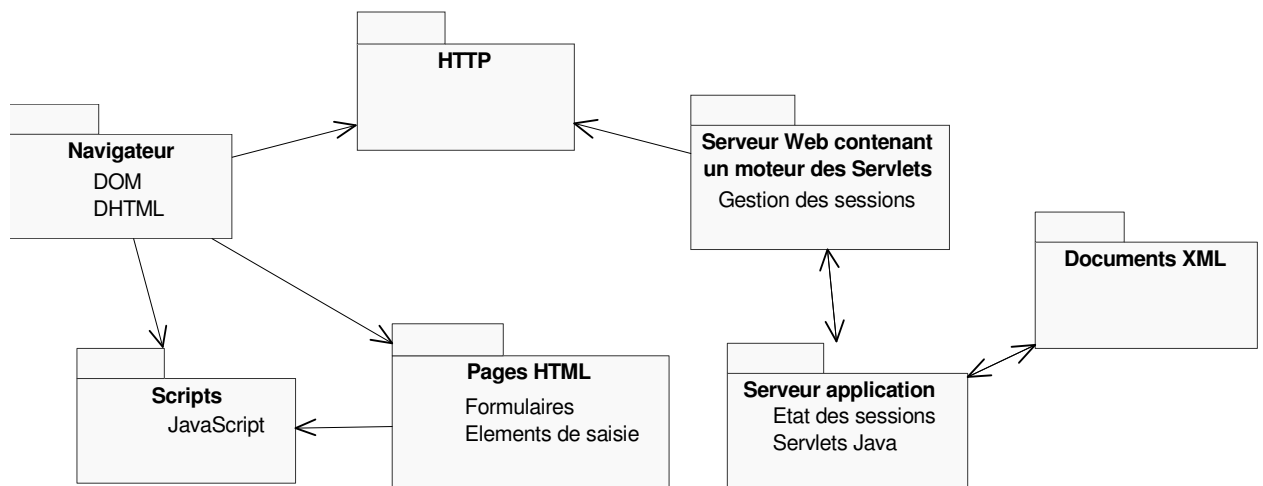 HTTP
Navigateur
DOM
DHTML
Serveur Web contenant
un moteur des Servlets
Gestion des sessions
Documents XML
Scripts
JavaScript
Pages HTML
Formulaires
Elements de saisie
Serveur application
Etat des sessions
Servlets Java